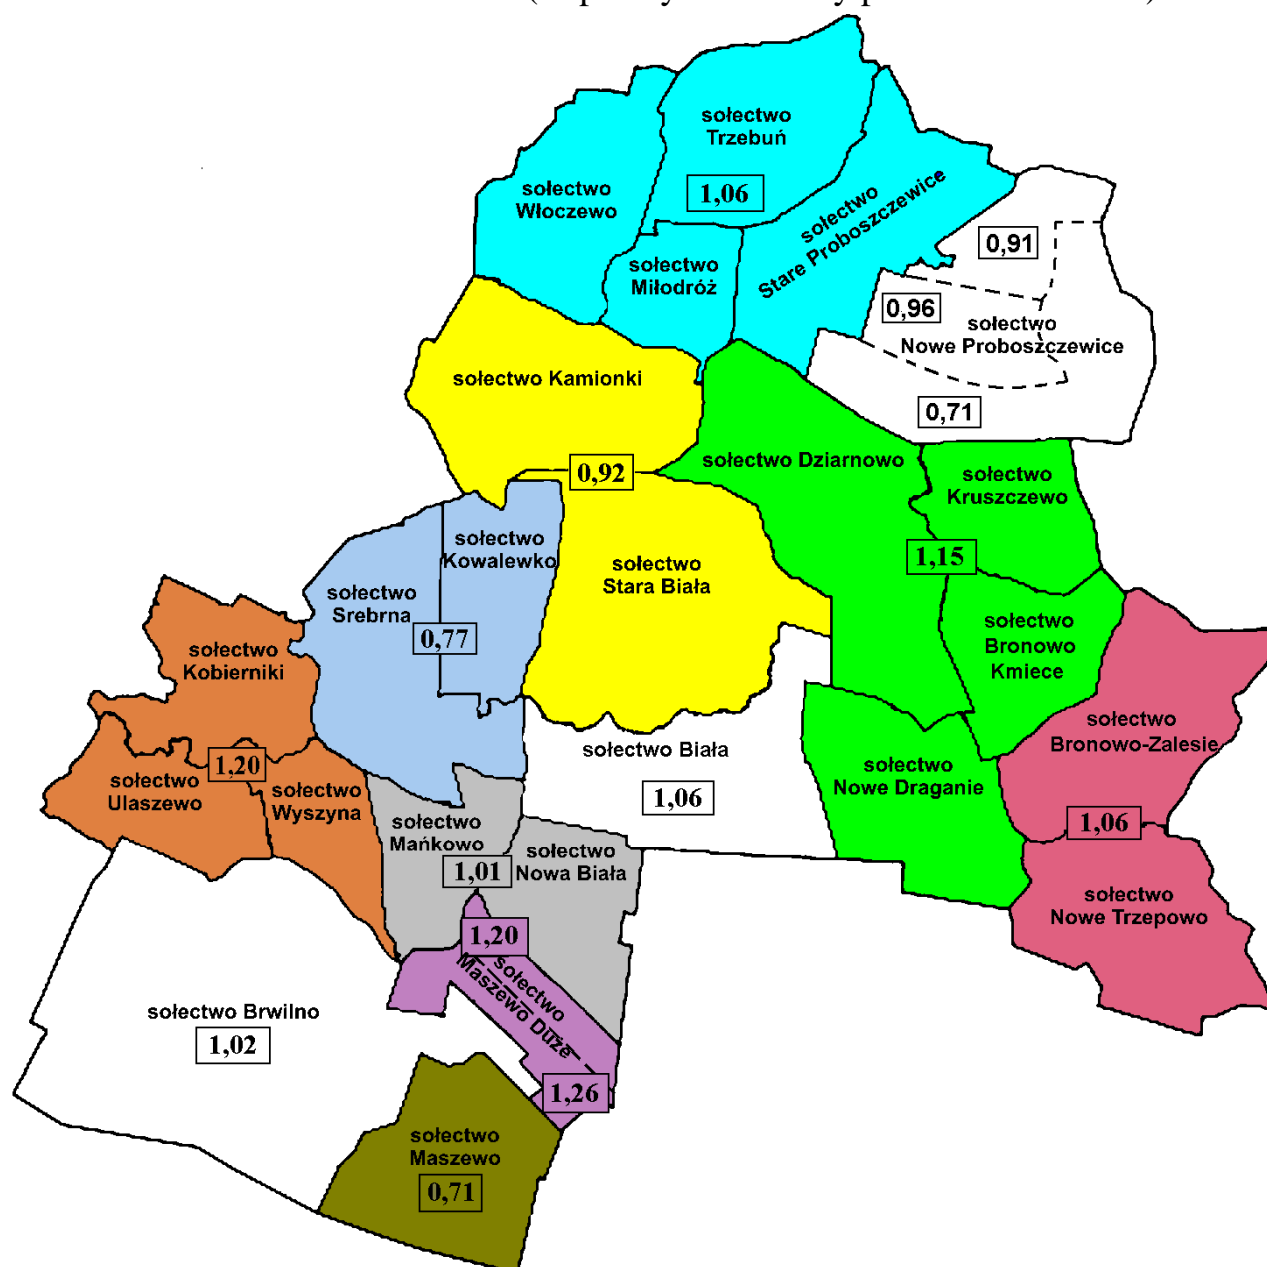 sołectwo
Trzebuń
1,06
sołectwo
Włoczewo
sołectwo
Stare Proboszczewice
sołectwo
Miłodróż
0,91
0,96
sołectwo
Nowe Proboszczewice
0,71
sołectwo Kamionki
0,92
sołectwo Dziarnowo
sołectwo
Kruszczewo
1,15
sołectwo
Kowalewko
sołectwo
Stara Biała
sołectwo
Srebrna
0,77
sołectwo
Bronowo
Kmiece
sołectwo
Kobierniki
1,20
sołectwo
Ulaszewo
sołectwo
Wyszyna
sołectwo Biała
1,06
sołectwo
Nowe Draganie
sołectwo
Bronowo-Zalesie
1,06
sołectwo
Nowe Trzepowo
sołectwo
Mańkowo
1,01
sołectwo
Nowa Biała
1,20
sołectwo
Maszewo Duże
1,26
sołectwo Brwilno
1,02
sołectwo
Maszewo
0,71